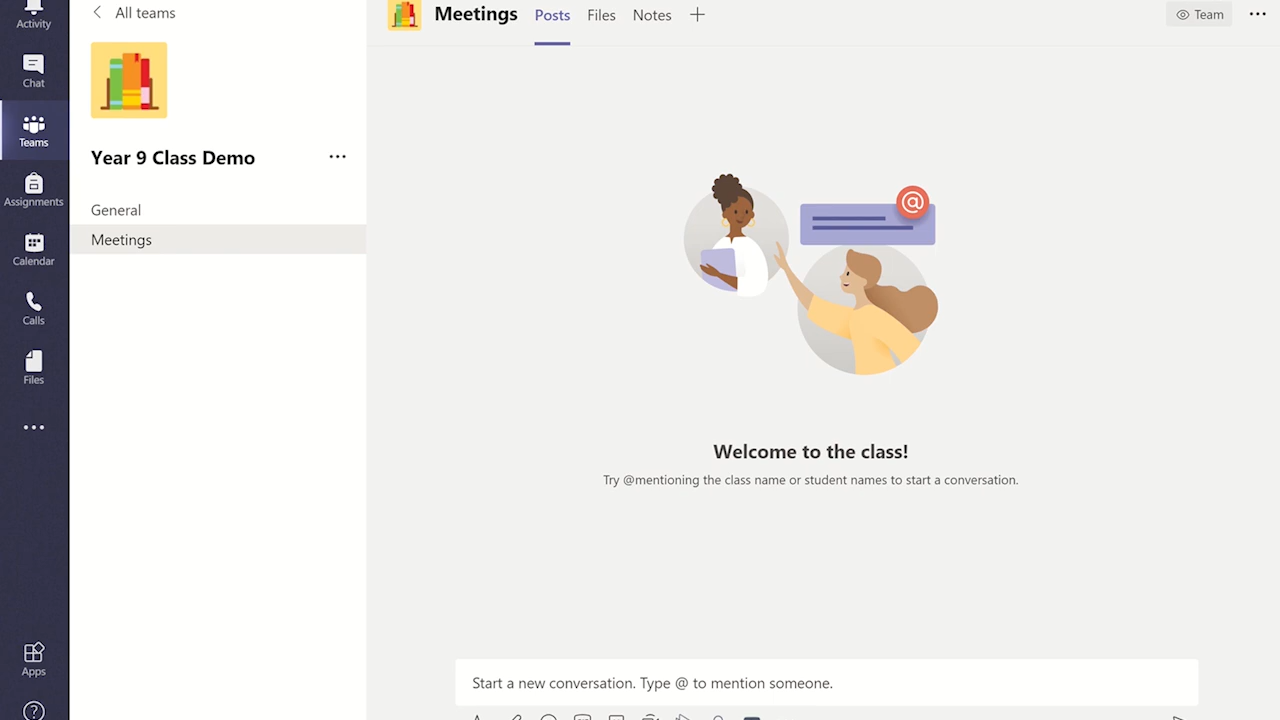 Activity
Chat
Teams
Assignments
Calendar
Calls
Files
Apps
All teams
Year 9 Class Demo
General
Meetings
Meetings Posts Files Notes
Team
@
Welcome to the class!
Try @mentioning the class name or student names to start a conversation.
Start a new conversation. Type @ to mention someone.